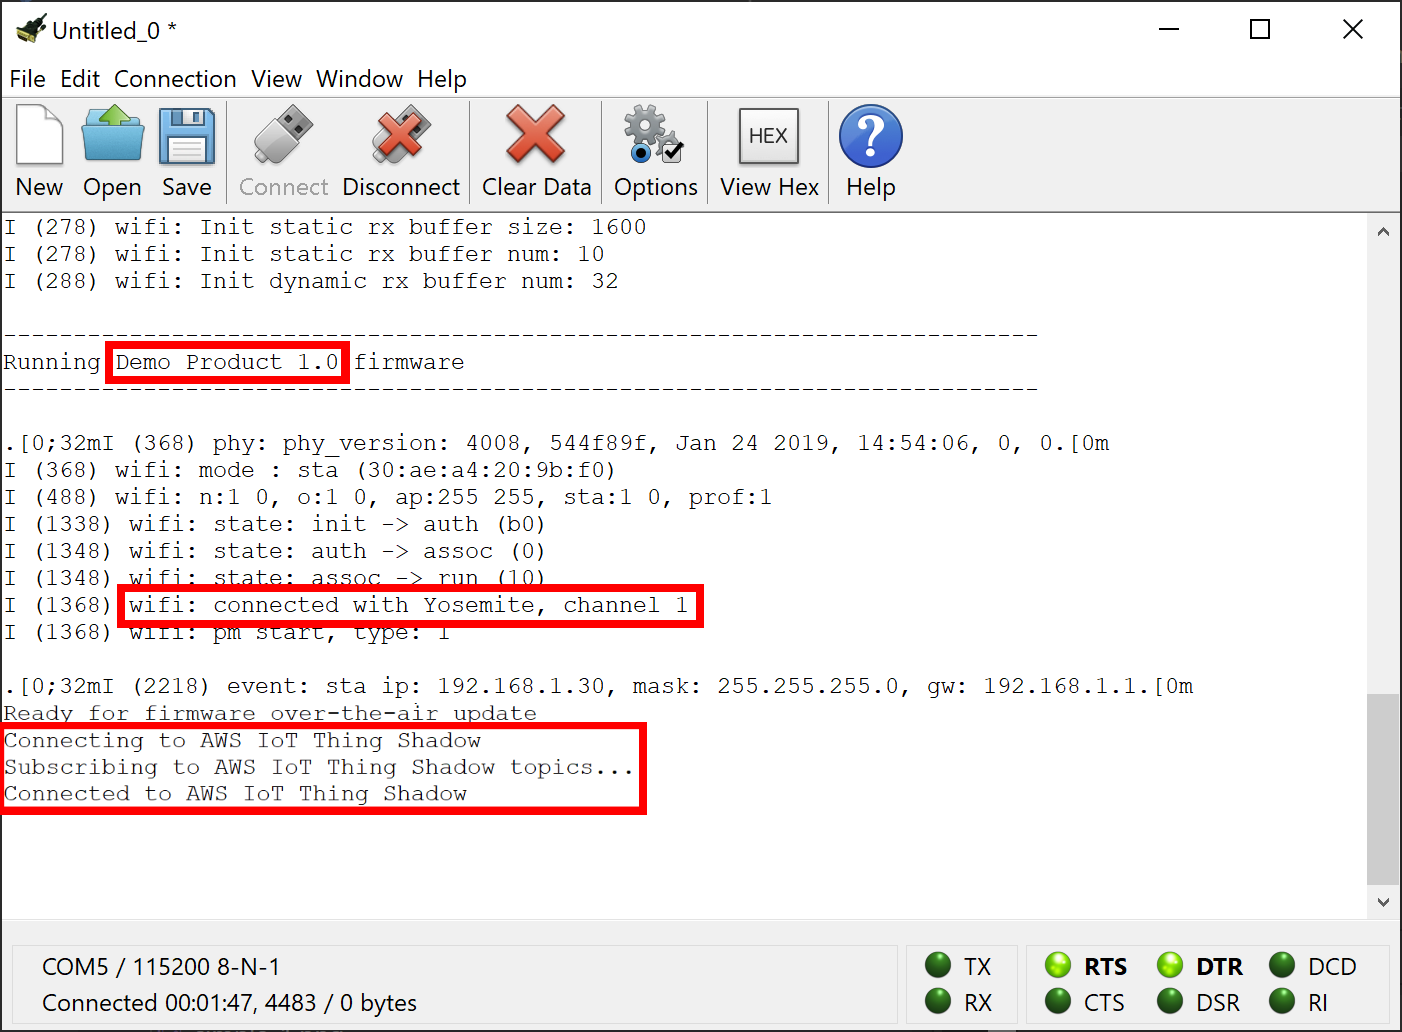 Untitled_0 *
File Edit Connection View Window Help
HEX
New Open Save Connect Disconnect Clear Data Options View Hex Help
I (278) wifi: Init static rx buffer size: 1600
I (278) wifi: Init static rx buffer num: 10
I (288) wifi: Init dynamic rx buffer num: 32
--------------------------------------------------------------------------
Running Demo Product 1.0 firmware
--------------------------------------------------------------------------
.[0;32mI (368) phy: phy_version: 4008, 544f89f, Jan 24 2019, 14:54:06, 0, 0.[0m
I (368) wifi: mode : sta (30:ae:a4:20:9b:f0)
I (488) wifi: n:1 0, o:1 0, ap:255 255, sta:1 0, prof:1
I (1338) wifi: state: init -> auth (b0)
I (1348) wifi: state: auth -> assoc (0)
I (1348) wifi: state: assoc -> run (10)
I (1368) wifi: connected with Yosemite, channel 1
I (1368) wifi: pm start, type: 1
.[0;32mI (2218) event: sta ip: 192.168.1.30, mask: 255.255.255.0, gw: 192.168.1.1.[0m
Ready for firmware over-the-air update
Connecting to AWS IoT Thing Shadow
Subscribing to AWS IoT Thing Shadow topics...
Connected to AWS IoT Thing Shadow
COM5 / 115200 8-N-1
Connected 00:01:47, 4483 / 0 bytes
TX RTS DTR DCD
RX CTS DSR RI